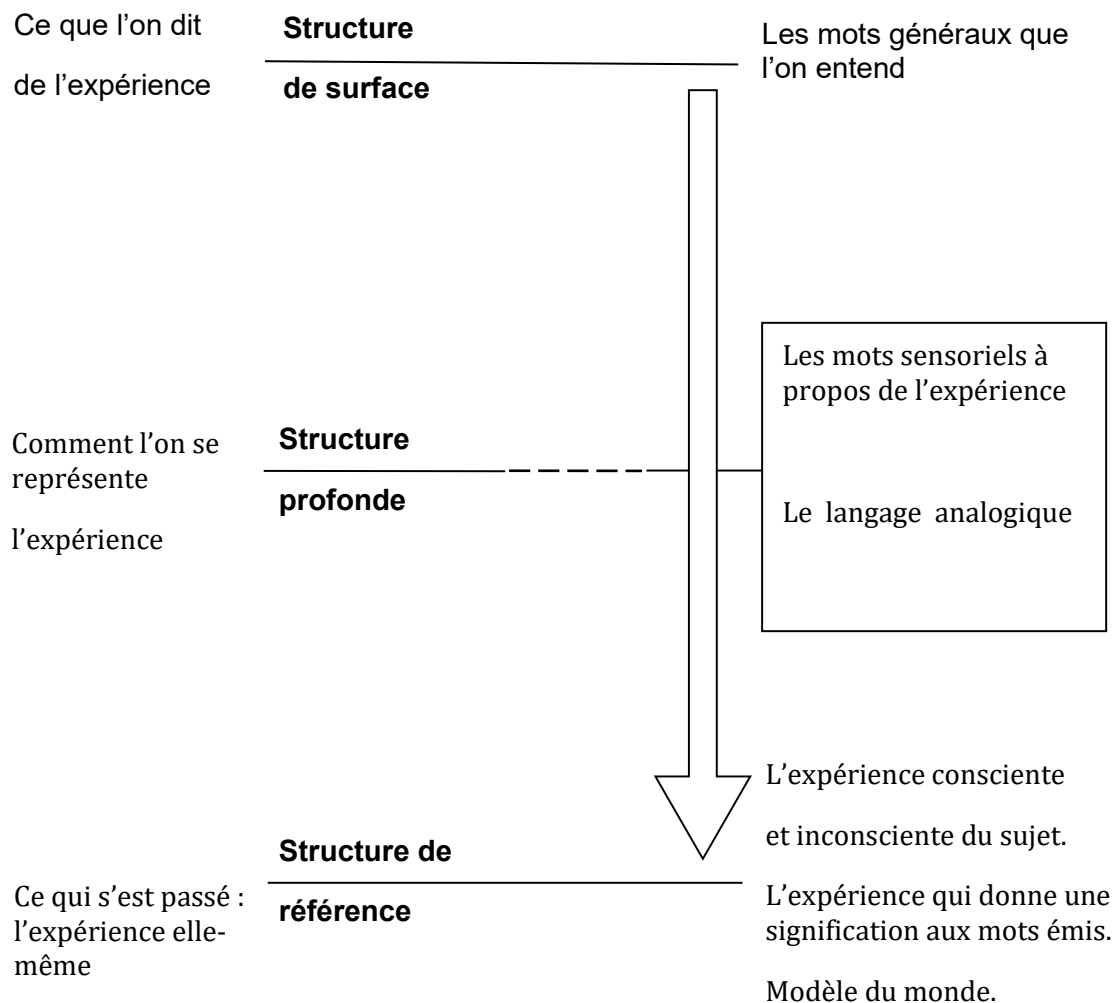 Ce que l’on dit
de l’expérience
Structure
de surface
Les mots généraux que
l’on entend
Les mots sensoriels à
propos de l’expérience
Le langage analogique
Comment l’on se
représente
l’expérience
Structure
profonde
L’expérience consciente
et inconsciente du sujet.
L’expérience qui donne une
signification aux mots émis.
Modèle du monde.
Structure de
référence
Ce qui s’est passé :
l’expérience elle-
même